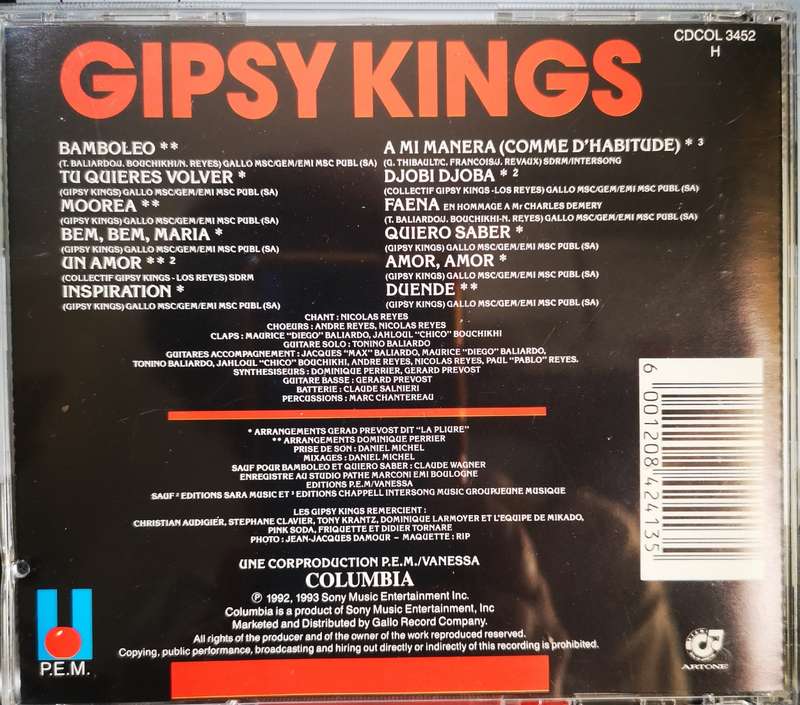 CDCOL 3452
H
GIPSY KINGS
BAMBOLEO **
(T. BALIARDO/J. BOUCHIKHI/N. REYES) GALLO MSC/GEM/EMI MSC PUBL (SA)
TU QUIERES VOLVER *
(GIPSY KINGS) GALLO MSC/GEM/EMI MSC PUBL (SA)
MOOREA **
(GIPSY KINGS) GALLO MSC/GEM/EMI MSC PUBL (SA)
BEM, BEM, MARIA *
(GIPSY KINGS) GALLO MSC/GEM/EMI MSC PUBL (SA)
UN AMOR ** 2
(COLLECTIF GIPSY KINGS - LOS REYES) SDRM
INSPIRATION *
(GIPSY KINGS) GALLO MSC/GEM/EMI MSC PUBL (SA)
A MI MANERA (COMME D'HABITUDE) * 3
(G. THIBAULT/C. FRANCOIS/J. REVAUX) SDRM/INTERSONG
DJOBI DJOBA * 2
(COLLECTIF GIPSY KINGS -LOS REYES) GALLO MSC/GEM/EMI MSC PUBL (SA)
FAENA EN HOMMAGE A Mr CHARLES DEMERY
(T. BALIARDO/J. BOUCHIKHI-N. REYES) GALLO MSC/GEM/EMI MSC PUBL (SA)
QUIERO SABER *
(GIPSY KINGS) GALLO MSC/GEM/EMI MSC PUBL (SA)
AMOR, AMOR *
(GIPSY KINGS) GALLO MSC/GEM/EMI MSC PUBL (SA)
DUENDE **
(GIPSY KINGS) GALLO MSC/GEM/EMI MSC PUBL (SA)
CHANT : NICOLAS REYES
CHOEURS : ANDRE REYES, NICOLAS REYES
CLAPS : MAURICE "DIEGO" BALIARDO, JAHLOUL "CHICO" BOUCHIKHI
GUITARE SOLO : TONINO BALIARDO
GUITARES ACCOMPAGNEMENT : JACQUES "MAX" BALIARDO, MAURICE "DIEGO" BALIARDO,
TONINO BALIARDO, JAHLOUL "CHICO" BOUCHIKHI, ANDRE REYES, NICOLAS REYES, PAUL "PABLO" REYES.
SYNTHESISEURS : DOMINIQUE PERRIER, GERARD PREVOST
GUITARE BASSE : GERARD PREVOST
BATTERIE : CLAUDE SALNIERI
PERCUSSIONS : MARC CHANTEREAU
* ARRANGEMENTS GERAD PREVOST DIT "LA PLIURE"
** ARRANGEMENTS DOMINIQUE PERRIER
PRISE DE SON : DANIEL MICHEL
MIXAGES : DANIEL MICHEL
SAUF POUR BAMBOLEO ET QUIERO SABER : CLAUDE WAGNER
ENREGISTRE AU STUDIO PATHE MARCONI EMI BOULOGNE
EDITIONS P.E.M/VANESSA
SAUF 2 EDITIONS SARA MUSIC ET 3 EDITIONS CHAPPELL INTERSONG MUSIC GROUPJEUNE MUSIQUE
LES GIPSY KINGS REMERCIENT :
CHRISTIAN AUDIGIER, STEPHANE CLAVIER, TONY KRANTZ, DOMINIQUE LARMOYER ET L'EQUIPE DE MIKADO,
PINK SODA, FRIQUETTE ET DIDIER TORNARE
PHOTO : JEAN-JACQUES DAMOUR – MAQUETTE : RIP
UNE CORPRODUCTION P.E.M./VANESSA
COLUMBIA
℗ 1992, 1993 Sony Music Entertainment Inc.
Columbia is a product of Sony Music Entertainment, Inc
Marketed and Distributed by Gallo Record Company.
All rights of the producer and of the owner of the work reproduced reserved.
Copying, public performance, broadcasting and hiring out directly or indirectly of this recording is prohibited.
P.E.M.
6 001208 424135
ARTONE